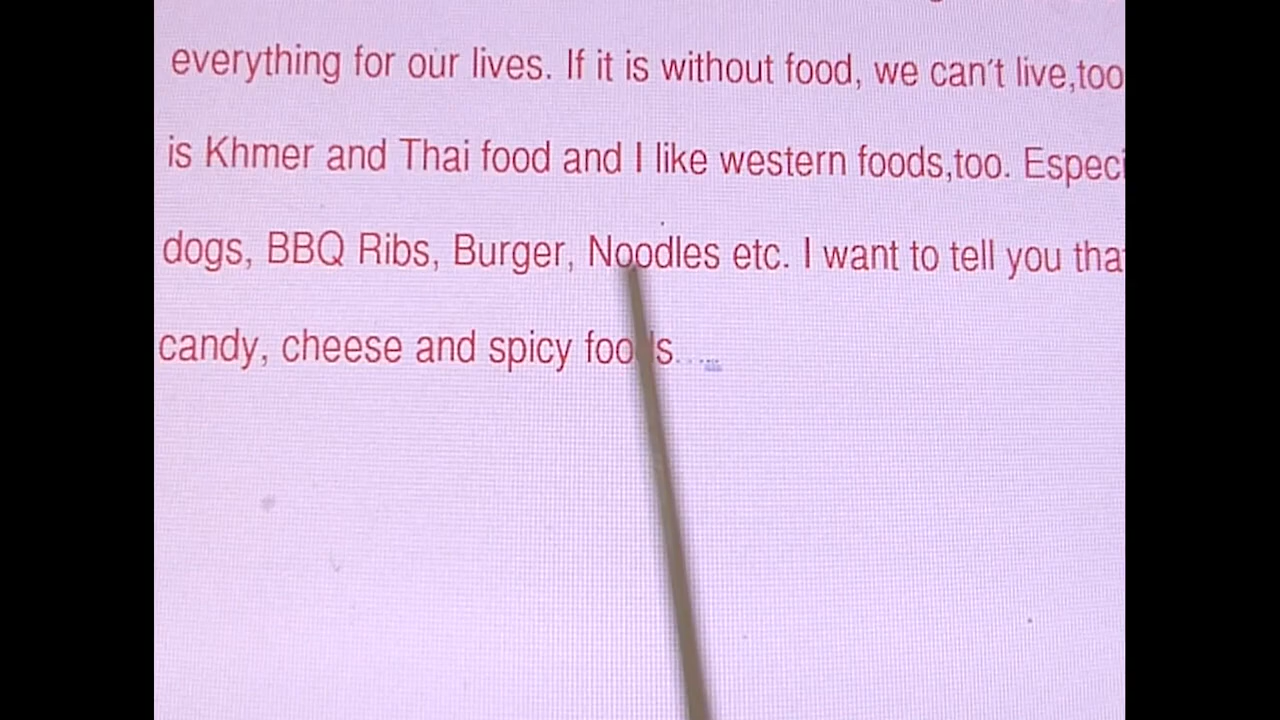 everything for our lives. If it is without food, we can't live,too
is Khmer and Thai food and I like western foods,too. Especi
dogs, BBQ Ribs, Burger, Noodles etc. I want to tell you tha
candy, cheese and spicy foods.